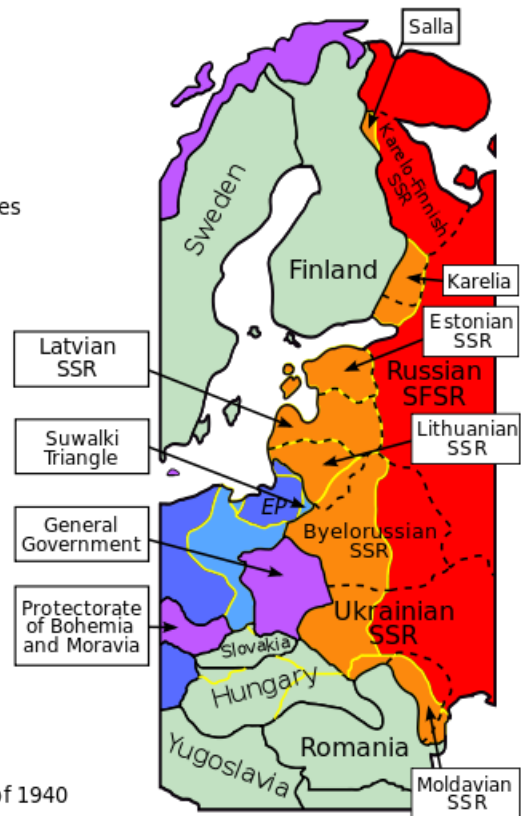 Salla
Karelo-Finnish
SSR
es
Sweden
Finland
Karelia
Estonian
SSR
Latvian
SSR
Russian
SFSR
Lithuanian
SSR
Suwalki
Triangle
EP
General
Government
Byelorussian
SSR
Protectorate
of Bohemia
and Moravia
Ukrainian
SSR
Slovakia
Hungary
Romania
Yugoslavia
Moldavian
SSR
of 1940